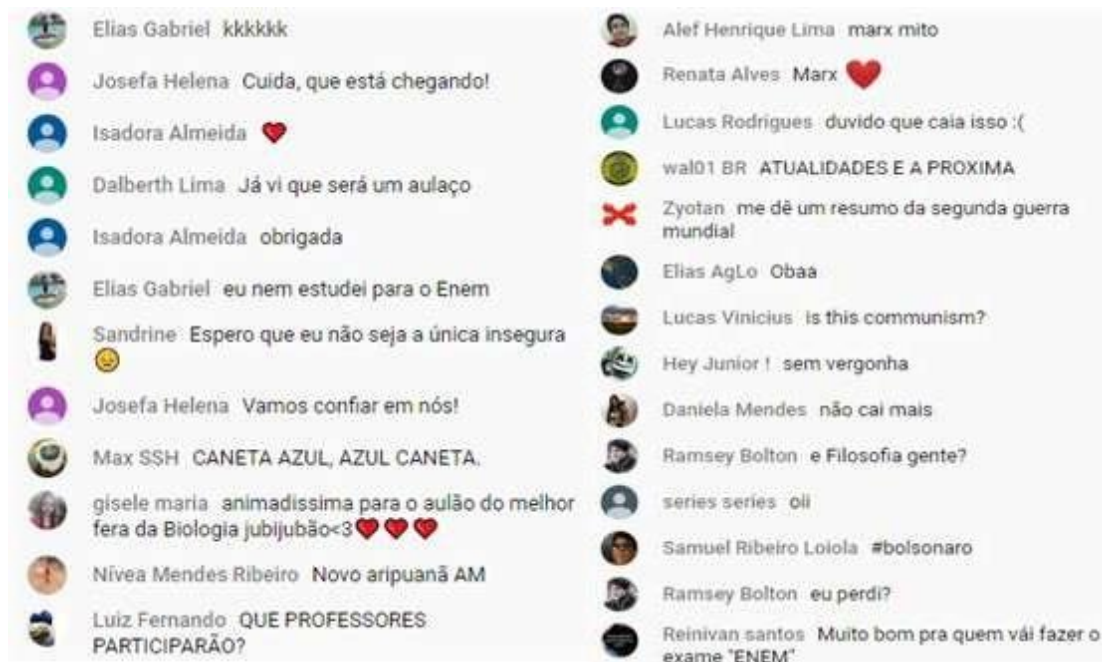 Elias Gabriel kkkkkk
Josefa Helena Cuida, que está chegando!
Isadora Almeida
Dalberth Lima Já vi que será um aulaço
Isadora Almeida obrigada
Elias Gabriel eu nem estudei para o Enem
Sandrine Espero que eu não seja a única insegura
Josefa Helena Vamos confiar em nós!
Max SSH CANETA AZUL, AZUL CANETA.
gisele maria animadissima para o aulão do melhor
fera da Biologia jubijubão<3
Nívea Mendes Ribeiro Novo aripuanã AM
Luiz Fernando QUE PROFESSORES
PARTICIPARÃO?
Alef Henrique Lima marx mito
Renata Alves Marx
Lucas Rodrigues duvido que caia isso :(
wal01 BR ATUALIDADES E A PROXIMA
Zyotan me dê um resumo da segunda guerra
mundial
Elias AgLo Obaa
Lucas Vinicius is this communism?
Hey Junior ! sem vergonha
Daniela Mendes não cai mais
Ramsey Bolton e Filosofia gente?
series series oii
Samuel Ribeiro Loiola #bolsonaro
Ramsey Bolton eu perdi?
Reinivan santos Muito bom pra quem vái fazer o
exame "ENEM"